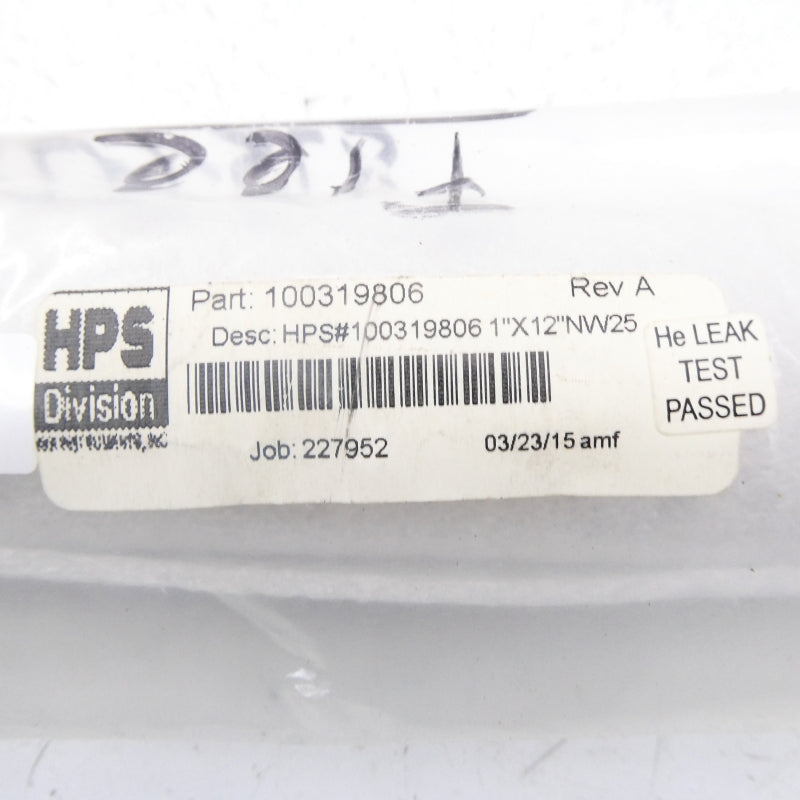 HPS
Division
Part: 100319806
Rev A
Desc: HPS#100319806 1"X12"NW25
Job: 227952
03/23/15 amf
He LEAK
TEST
PASSED